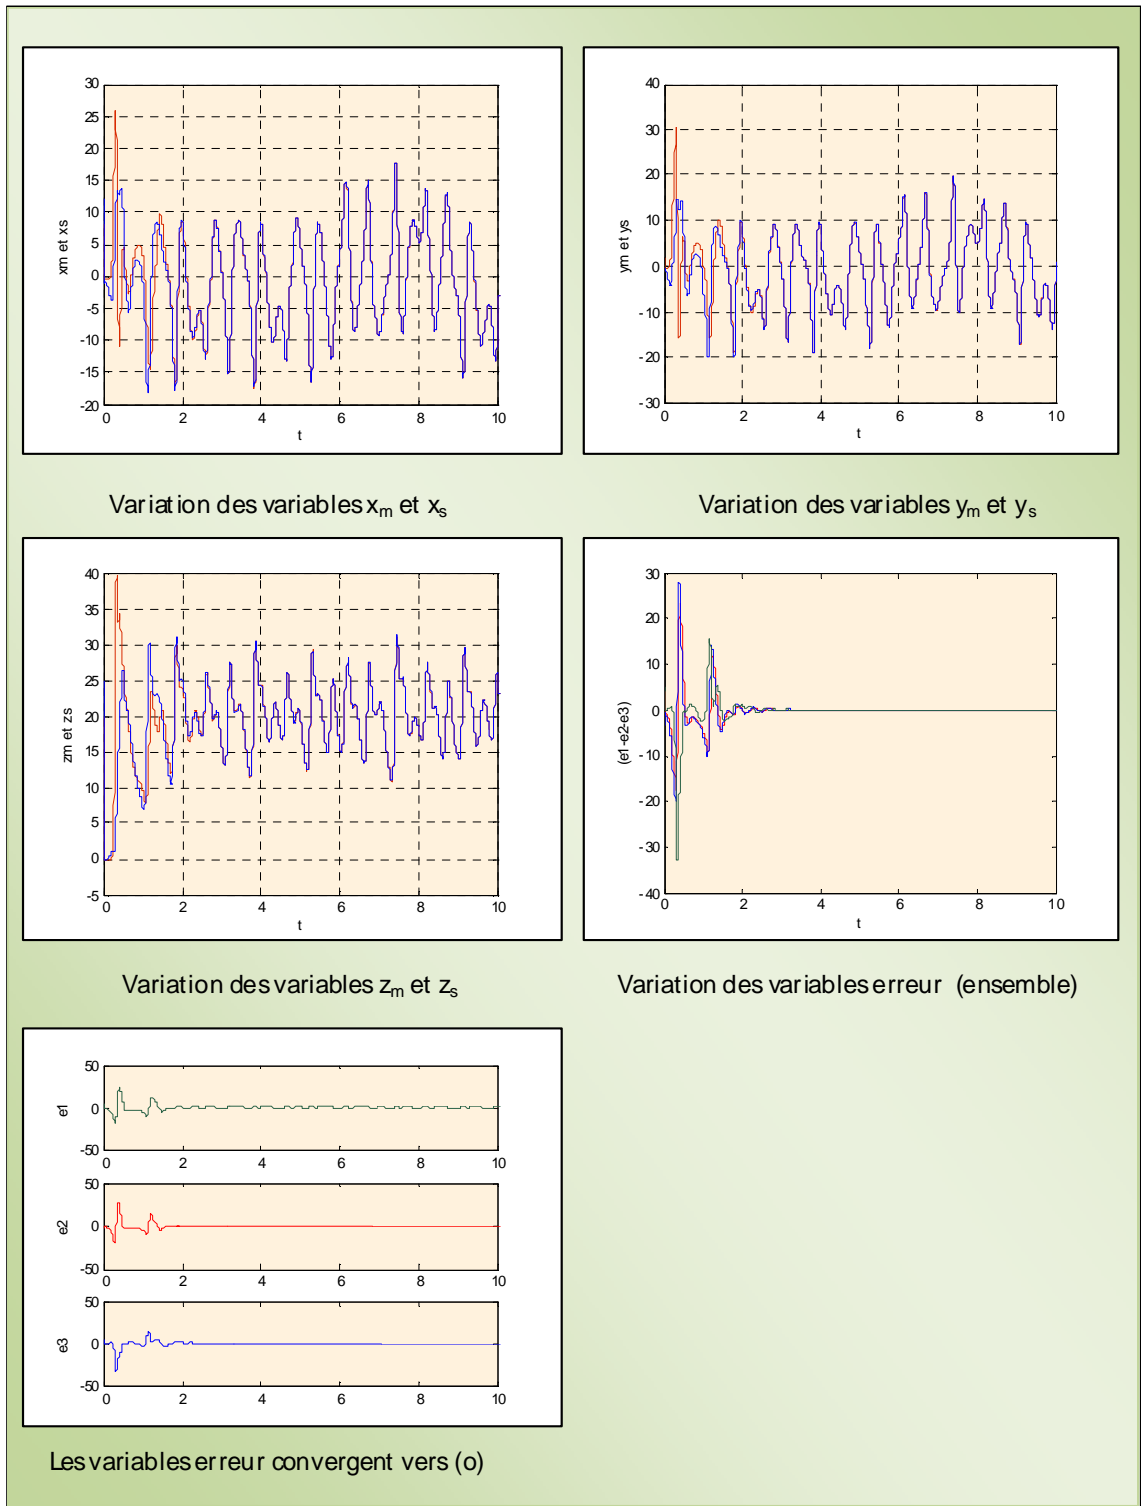 30
25
20
15
10
5
0
-5
-10
-15
-20
0 2 4 6 8 10
xm et xs
t
40
30
20
10
0
-10
-20
-30
0 2 4 6 8 10
ym et ys
t
Variation des variables xm et xs
Variation des variables ym et ys
40
35
30
25
20
15
10
5
0
-5
0 2 4 6 8 10
zm et zs
t
30
20
10
0
-10
-20
-30
-40
0 2 4 6 8 10
(e1-e2-e3)
t
Variation des variables zm et zs
Variation des variables erreur (ensemble)
50
0
-50
0 2 4 6 8 10
e1
50
0
-50
0 2 4 6 8 10
e2
50
0
-50
0 2 4 6 8 10
e3
Les variables erreur convergent vers (o)